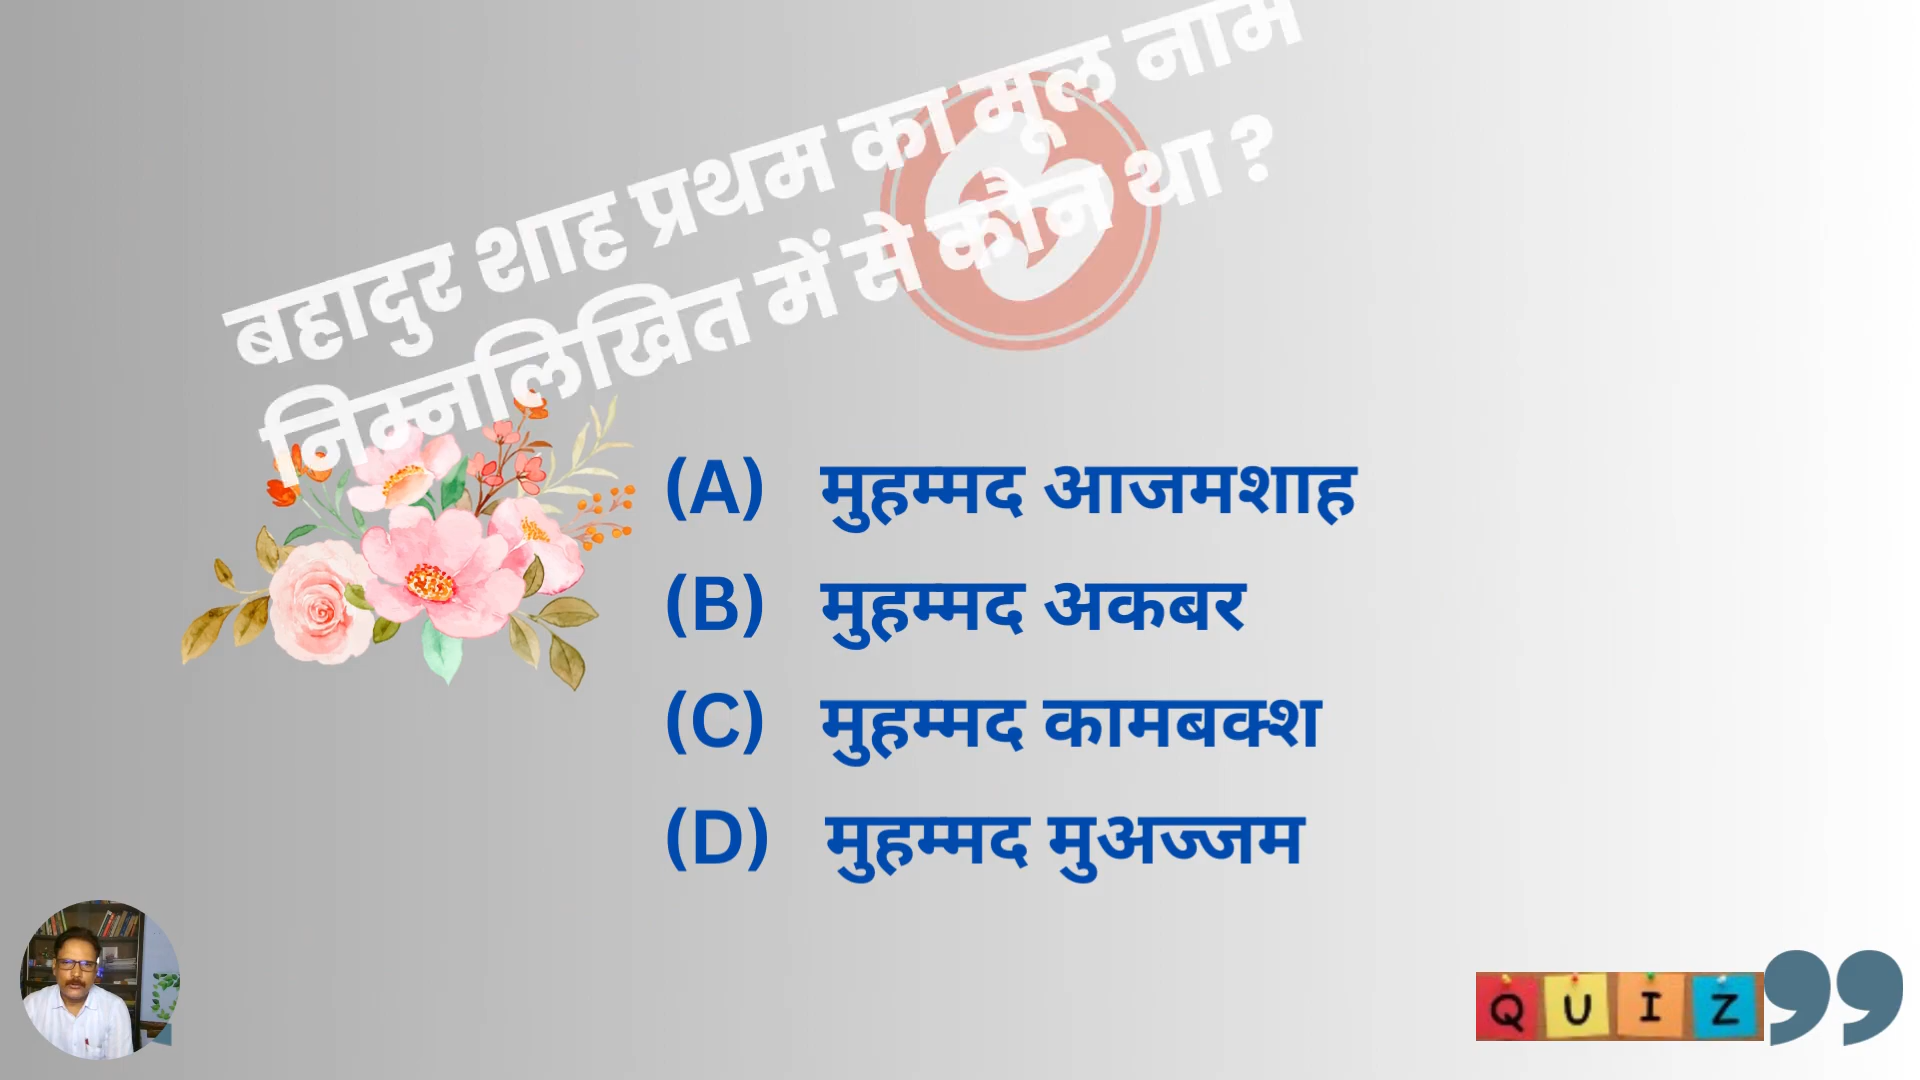 बहादुर शाह प्रथम का मूल नाम
निम्नलिखित में से कौन था ?
(A) मुहम्मद आजमशाह
(B) मुहम्मद अकबर
(C) मुहम्मद कामबक्श
(D) मुहम्मद मुअज्जम
QUIZ